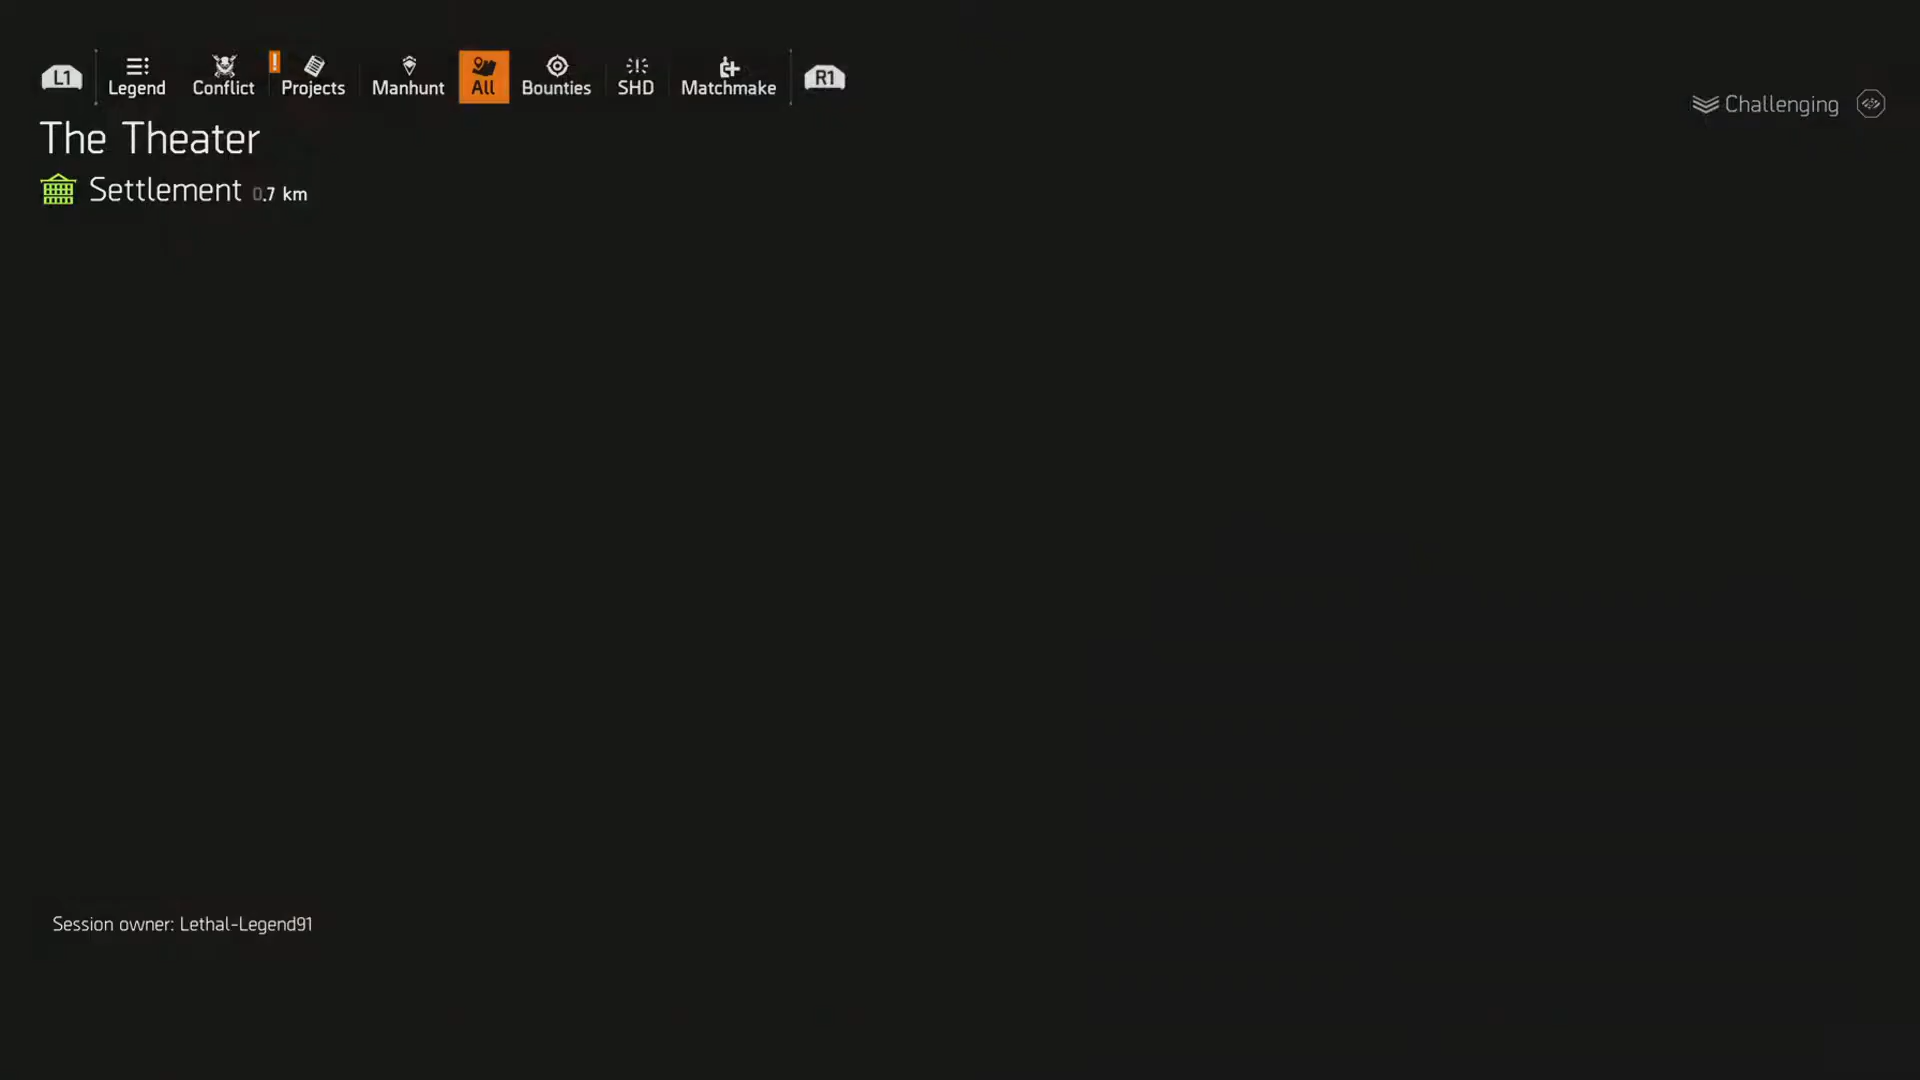 L1 Legend Conflict ! Projects Manhunt All Bounties SHD Matchmake R1
Challenging
The Theater
Settlement 0.7 km
Session owner: Lethal-Legend91